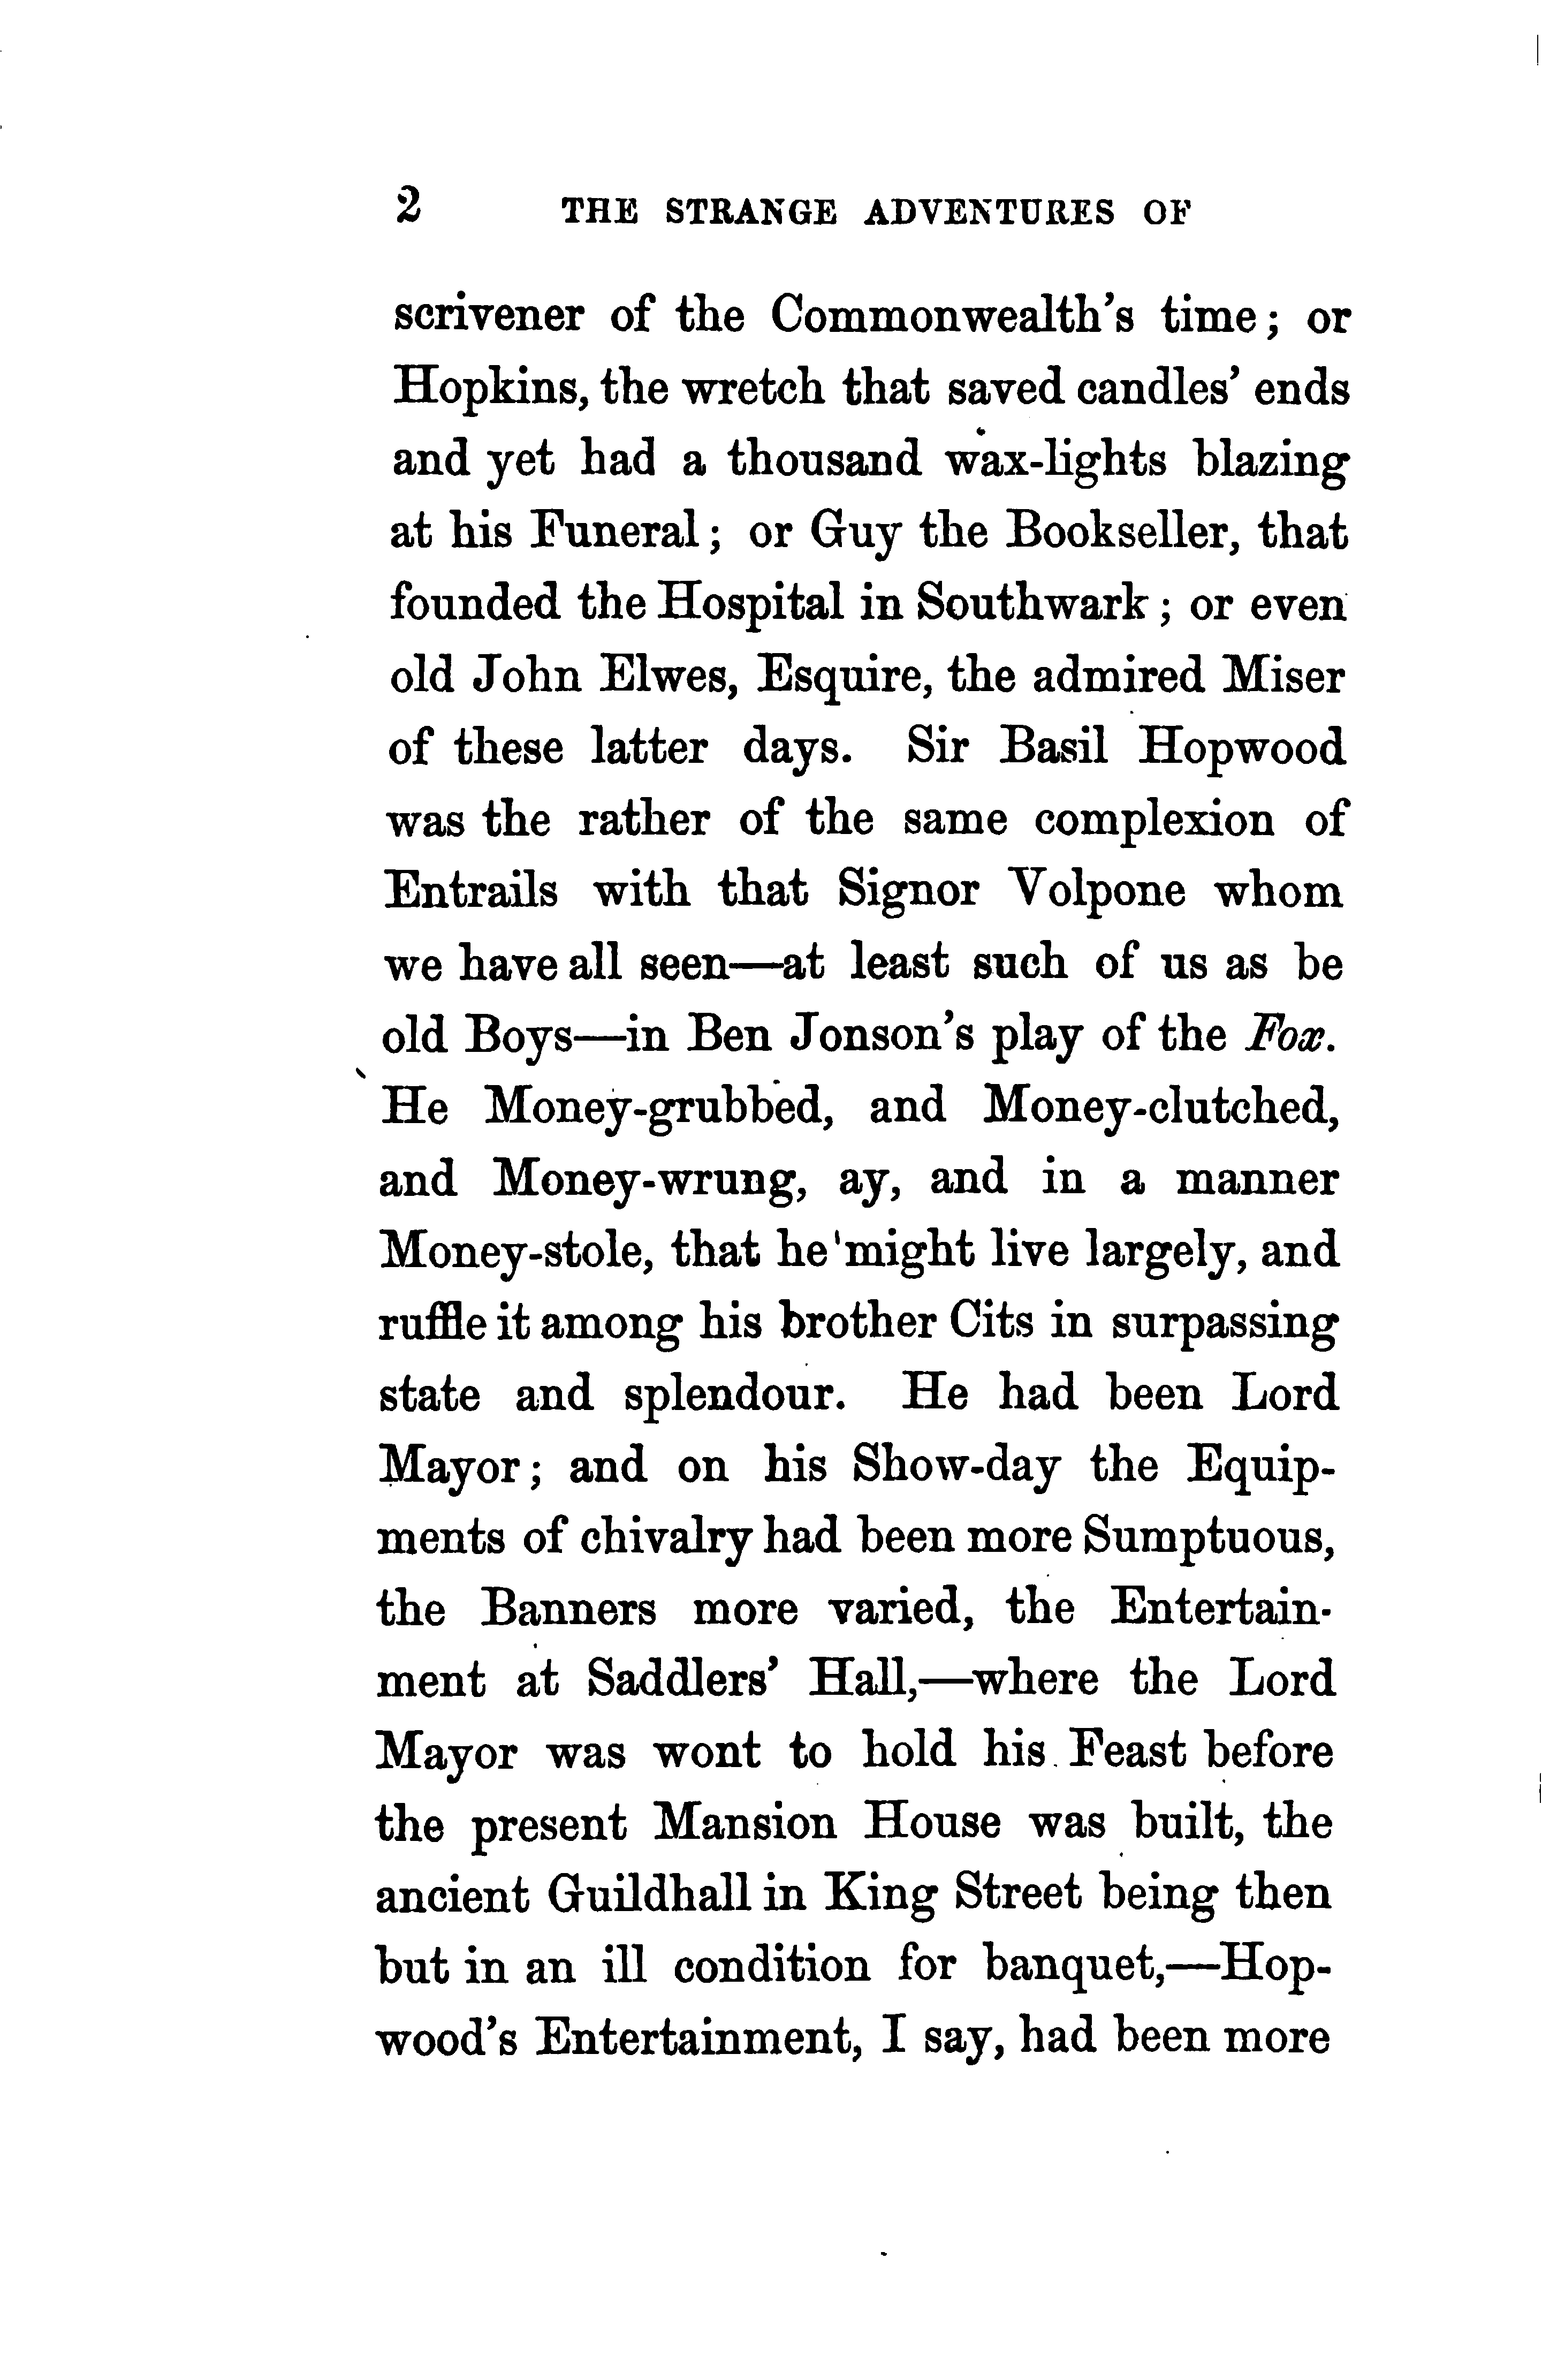 2 THE STRANGE ADVENTURES OF
scrivener of the Commonwealth's time; or
Hopkins, the wretch that saved candles' ends
and yet had a thousand wax-lights blazing
at his Funeral; or Guy the Bookseller, that
founded the Hospital in Southwark; or even
old John Elwes, Esquire, the admired Miser
of these latter days. Sir Basil Hopwood
was the rather of the same complexion of
Entrails with that Signor Volpone whom
we have all seen—at least such of us as be
old Boys—in Ben Jonson's play of the Fox.
He Money-grubbed, and Money-clutched,
and Money-wrung, ay, and in a manner
Money-stole, that he might live largely, and
ruffle it among his brother Cits in surpassing
state and splendour. He had been Lord
Mayor; and on his Show-day the Equip-
ments of chivalry had been more Sumptuous,
the Banners more varied, the Entertain-
ment at Saddlers' Hall,—where the Lord
Mayor was wont to hold his Feast before
the present Mansion House was built, the
ancient Guildhall in King Street being then
but in an ill condition for banquet,—Hop-
wood's Entertainment, I say, had been more